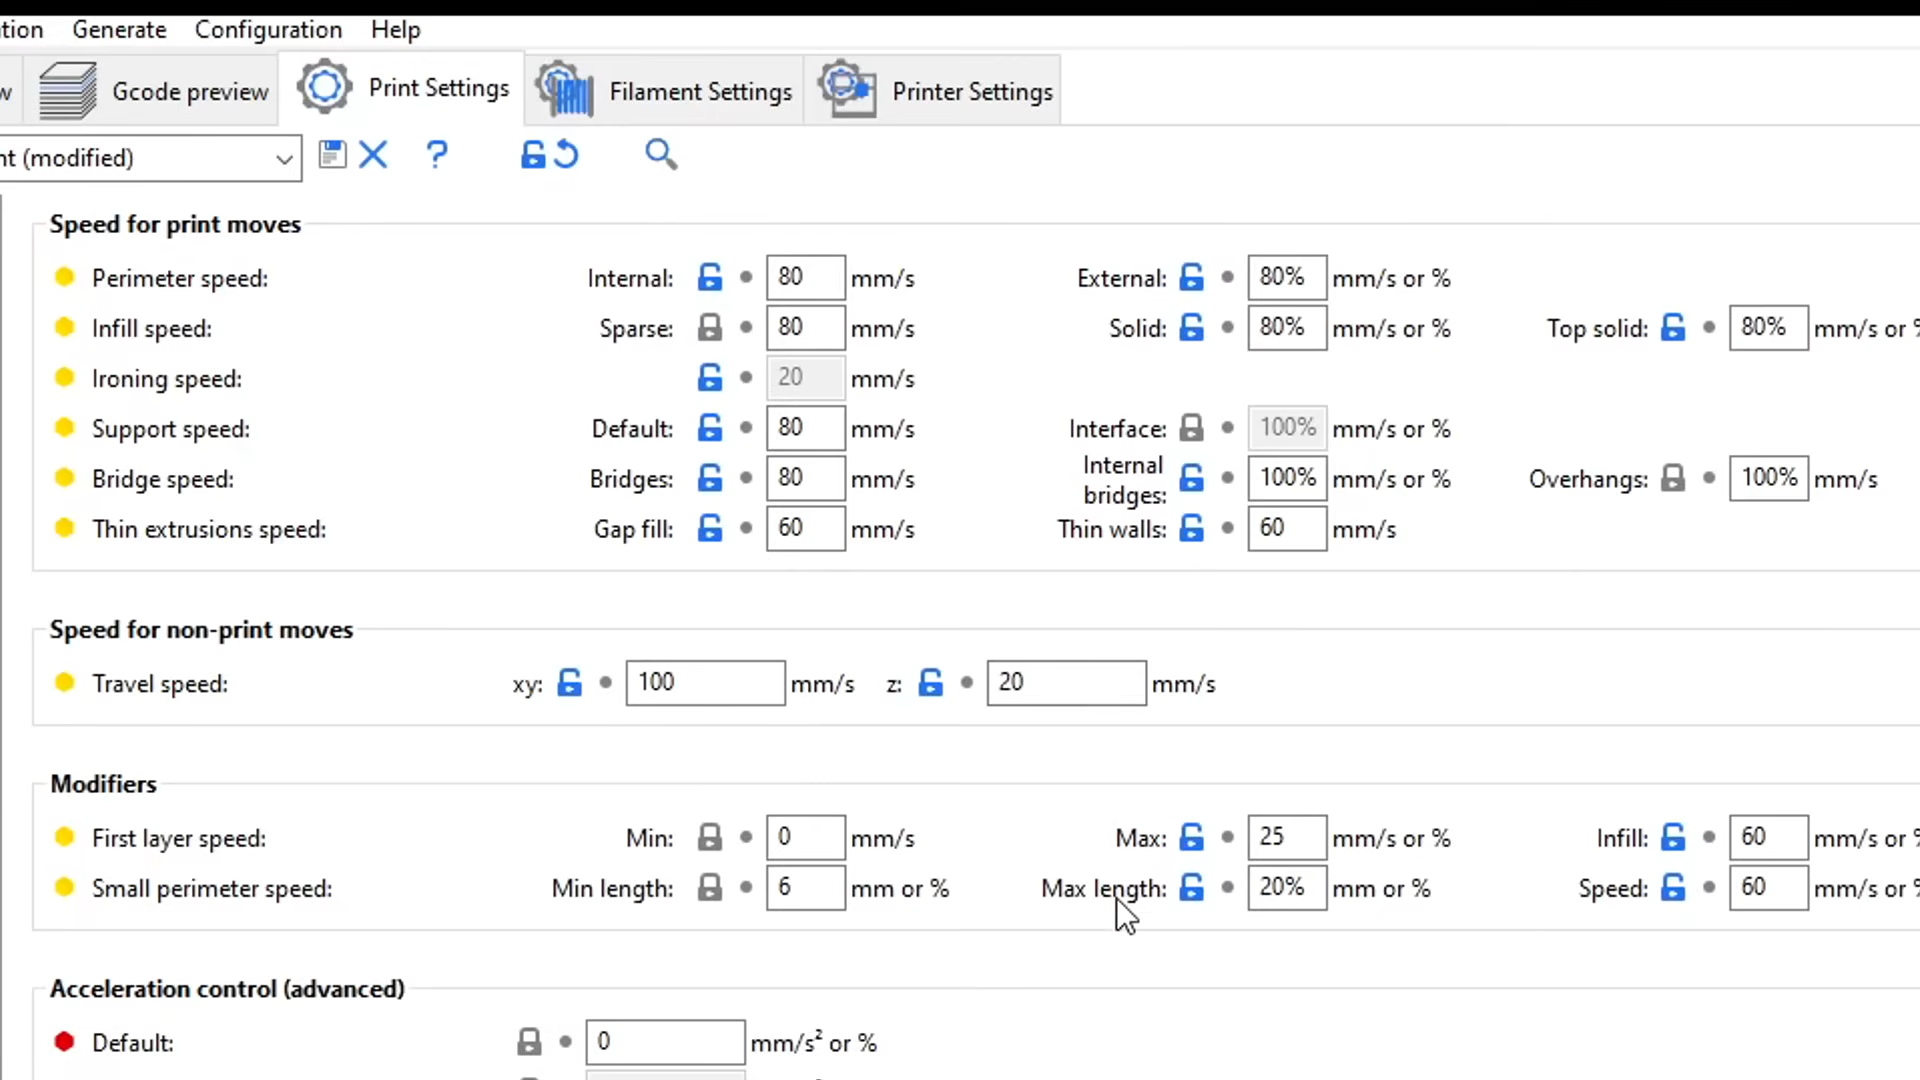 tion Generate Configuration Help
w Gcode preview Print Settings Filament Settings Printer Settings
nt (modified) ?
Speed for print moves
Perimeter speed: Internal: 80 mm/s External: 80% mm/s or %
Infill speed: Sparse: 80 mm/s Solid: 80% mm/s or % Top solid: 80% mm/s or %
Ironing speed: 20 mm/s
Support speed: Default: 80 mm/s Interface: 100% mm/s or %
Bridge speed: Bridges: 80 mm/s Internal bridges: 100% mm/s or % Overhangs: 100% mm/s
Thin extrusions speed: Gap fill: 60 mm/s Thin walls: 60 mm/s
Speed for non-print moves
Travel speed: xy: 100 mm/s z: 20 mm/s
Modifiers
First layer speed: Min: 0 mm/s Max: 25 mm/s or % Infill: 60 mm/s or %
Small perimeter speed: Min length: 6 mm or % Max length: 20% mm or % Speed: 60 mm/s or %
Acceleration control (advanced)
Default: 0 mm/s² or %